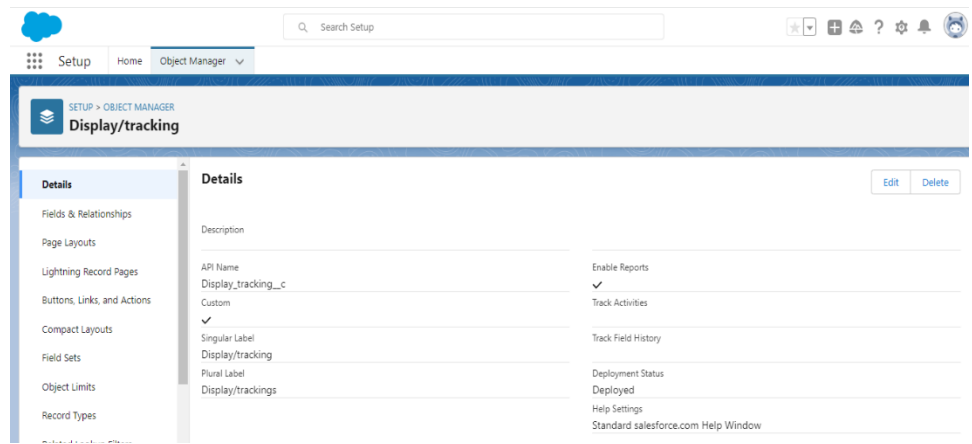 Search Setup
Setup Home Object Manager
SETUP > OBJECT MANAGER
Display/tracking
Details
Fields & Relationships
Page Layouts
Lightning Record Pages
Buttons, Links, and Actions
Compact Layouts
Field Sets
Object Limits
Record Types
Related Lookup Filters
Details
Edit Delete
Description
API Name
Display_tracking__c
Custom
Singular Label
Display/tracking
Plural Label
Display/trackings
Enable Reports
Track Activities
Track Field History
Deployment Status
Deployed
Help Settings
Standard salesforce.com Help Window